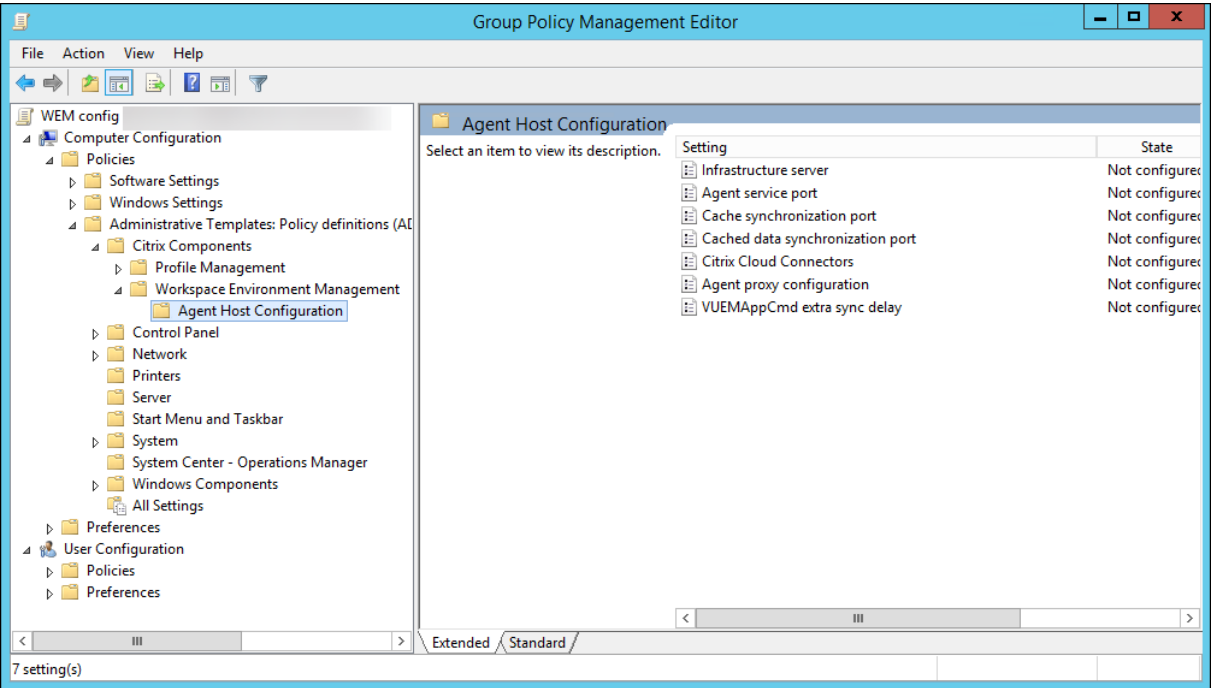 Group Policy Management Editor
x
File Action View Help
WEM config
Computer Configuration
Policies
Software Settings
Windows Settings
Administrative Templates: Policy definitions (AD
Citrix Components
Profile Management
Workspace Environment Management
Agent Host Configuration
Control Panel
Network
Printers
Server
Start Menu and Taskbar
System
System Center - Operations Manager
Windows Components
All Settings
Preferences
User Configuration
Policies
Preferences
Agent Host Configuration
Select an item to view its description.
Setting State
Infrastructure server Not configured
Agent service port Not configured
Cache synchronization port Not configured
Cached data synchronization port Not configured
Citrix Cloud Connectors Not configured
Agent proxy configuration Not configured
VUEMAppCmd extra sync delay Not configured
Extended Standard
7 setting(s)